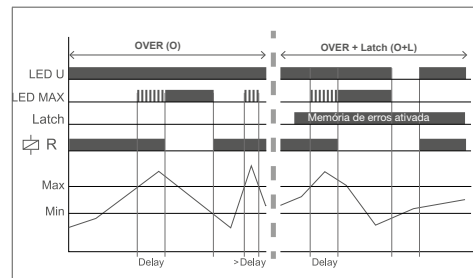 OVER (O)
OVER + Latch (O+L)
LED U
LED MAX
Latch
Memória de erros ativada
R
Max
Min
Delay
>Delay
Delay